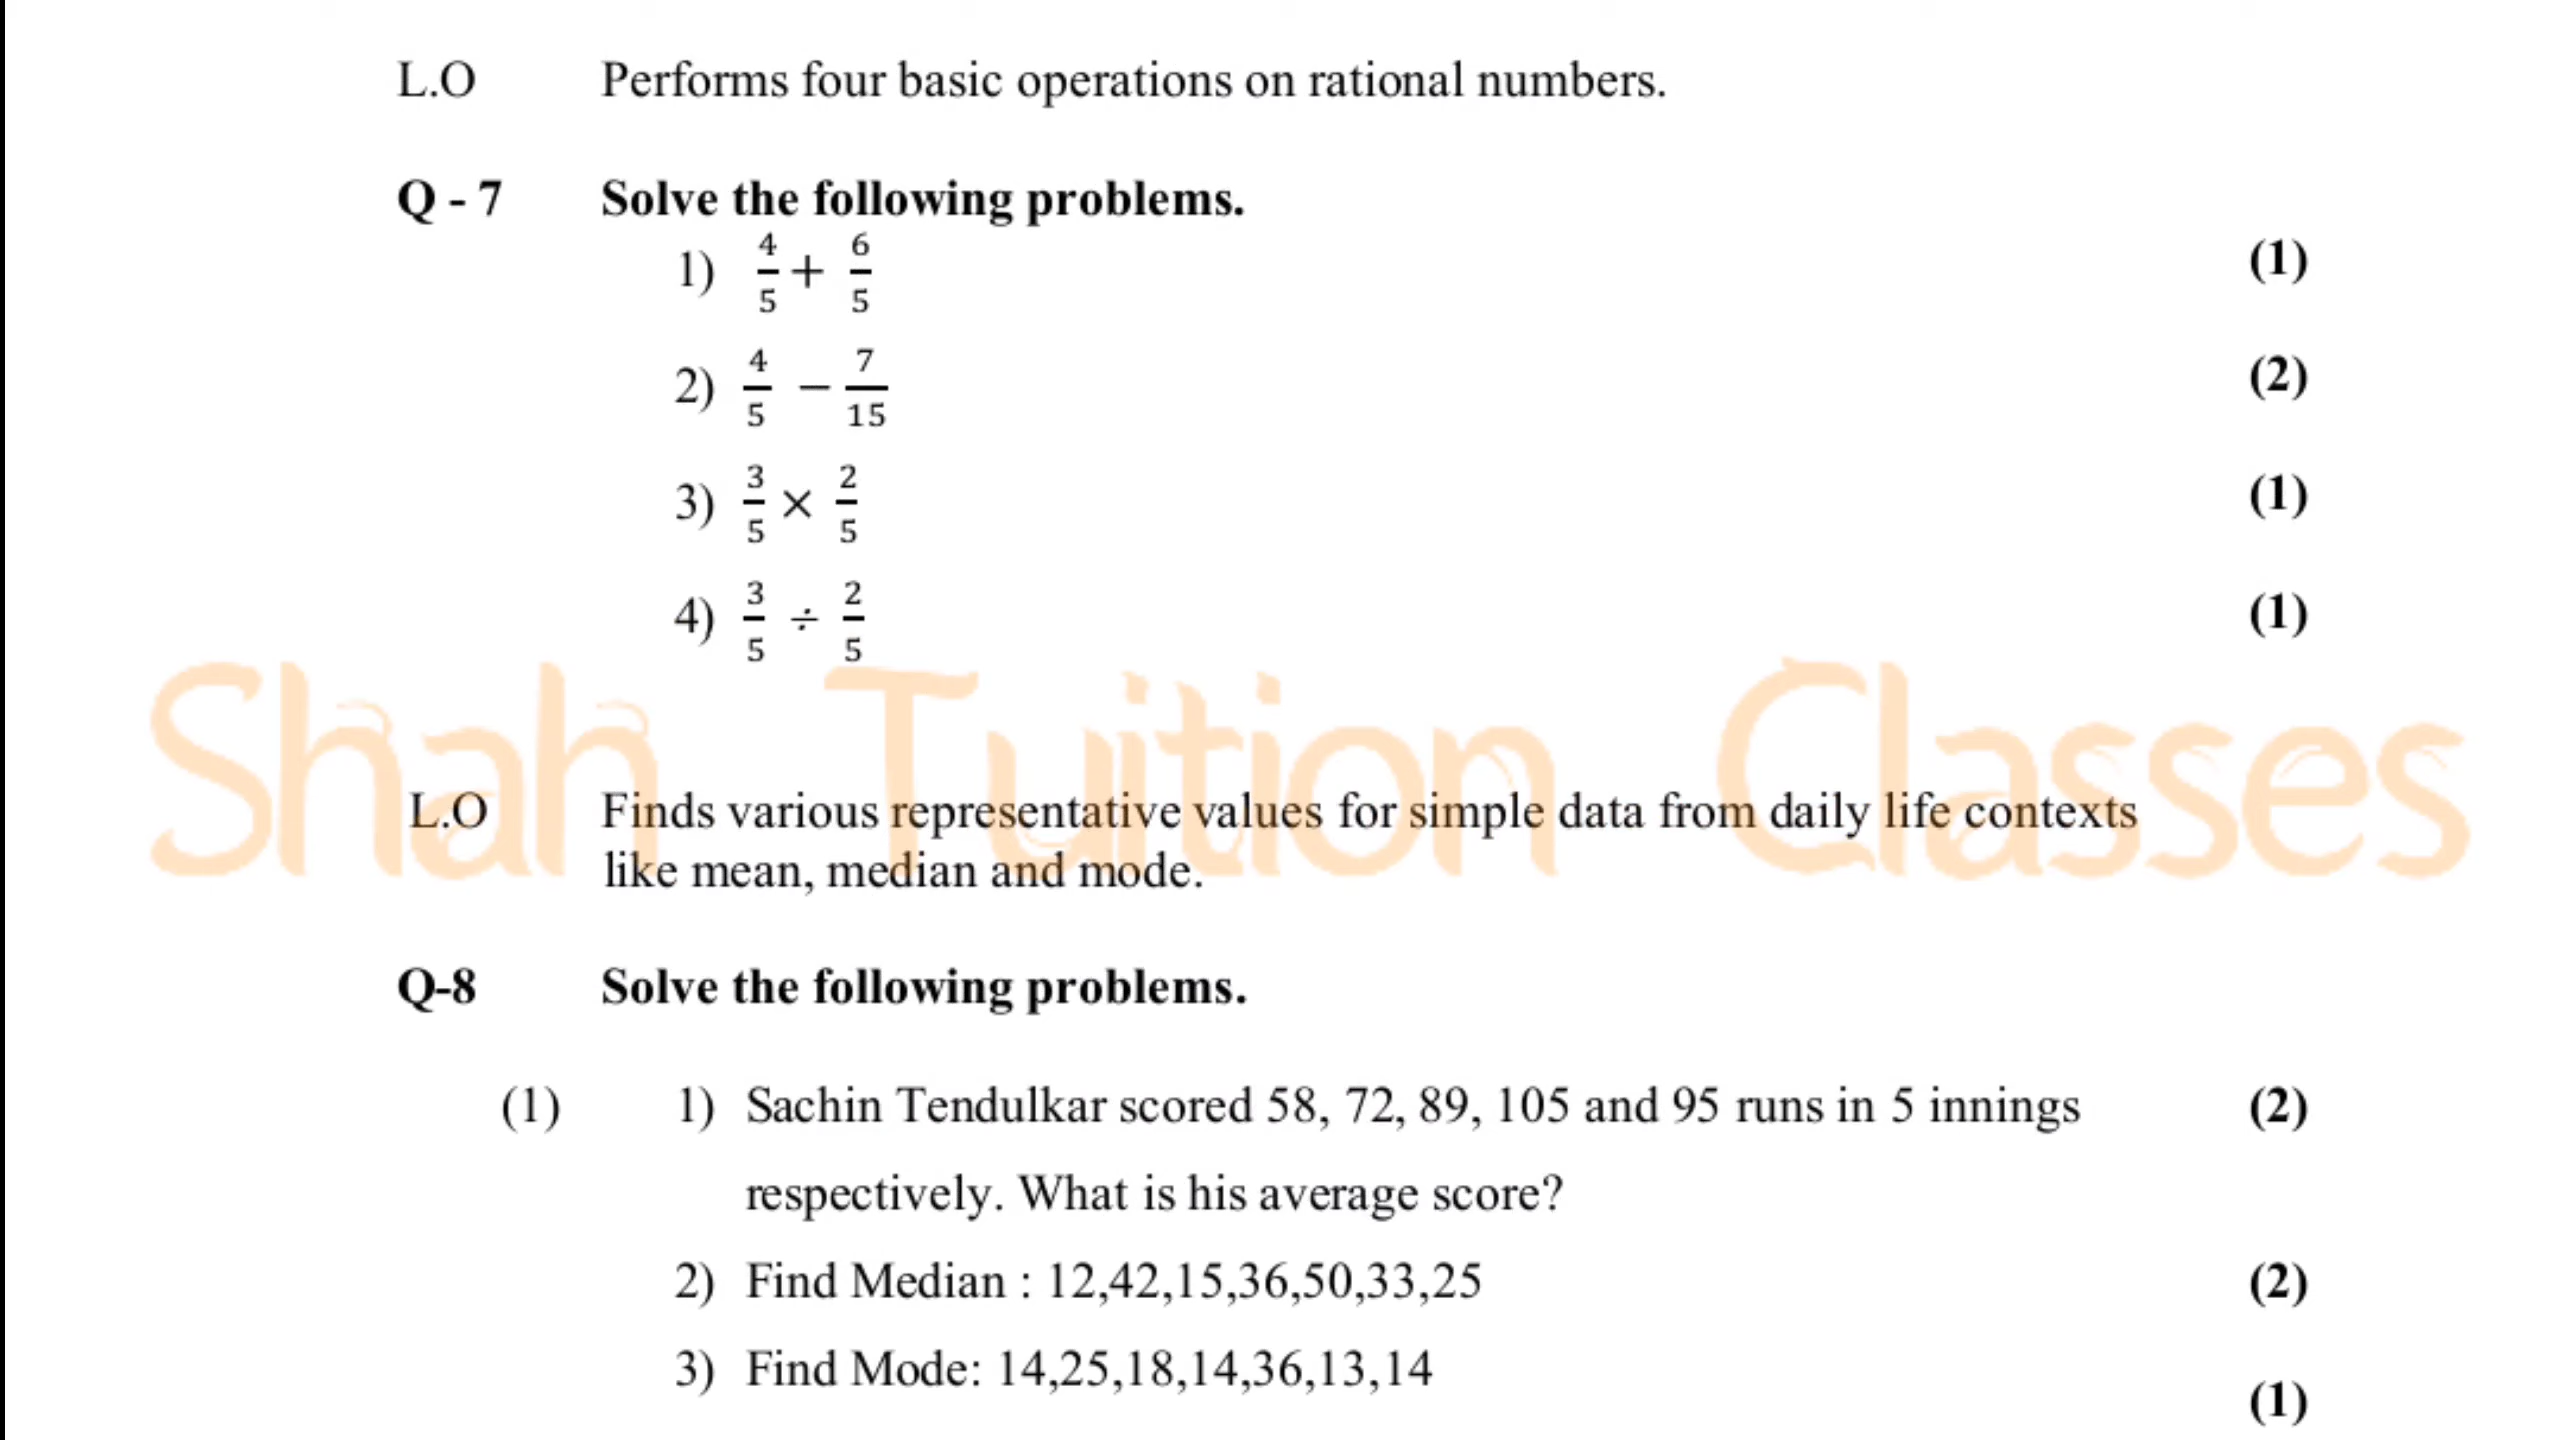 L.O Performs four basic operations on rational numbers.
Q - 7 Solve the following problems.
1) 4/5 + 6/5 (1)
2) 4/5 − 7/15 (2)
3) 3/5 × 2/5 (1)
4) 3/5 ÷ 2/5 (1)
Shah Tuition Classes
L.O Finds various representative values for simple data from daily life contexts
like mean, median and mode.
Q-8 Solve the following problems.
(1) 1) Sachin Tendulkar scored 58, 72, 89, 105 and 95 runs in 5 innings (2)
respectively. What is his average score?
2) Find Median : 12,42,15,36,50,33,25 (2)
3) Find Mode: 14,25,18,14,36,13,14
(1)